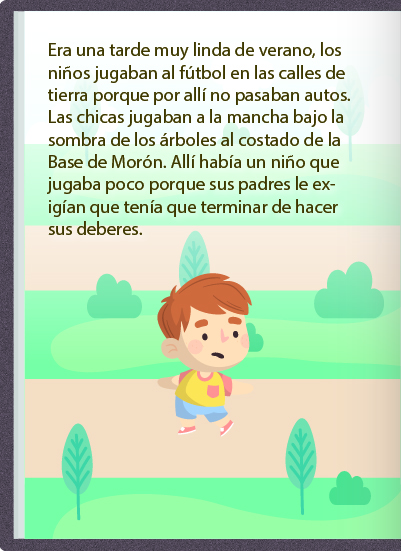 Era una tarde muy linda de verano, los
niños jugaban al fútbol en las calles de
tierra porque por allí no pasaban autos.
Las chicas jugaban a la mancha bajo la
sombra de los árboles al costado de la
Base de Morón. Allí había un niño que
jugaba poco porque sus padres le ex-
igían que tenía que terminar de hacer
sus deberes.